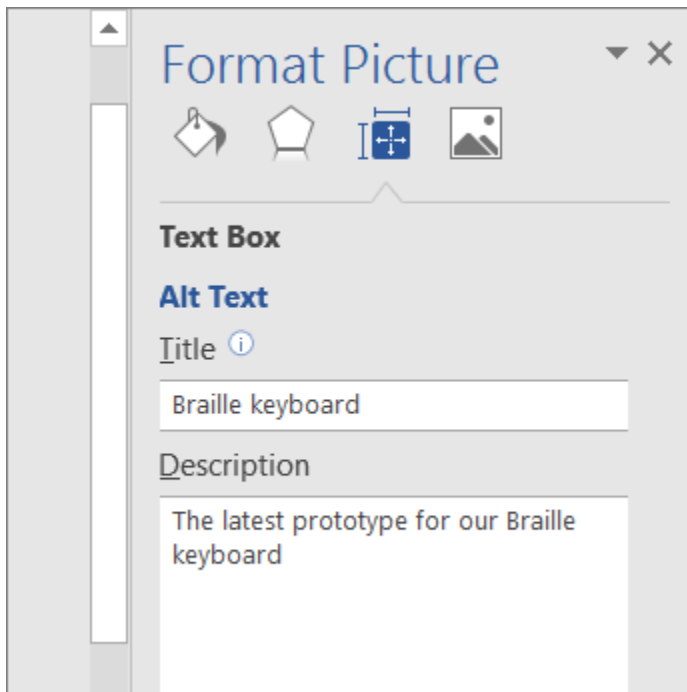 Format Picture
Text Box
Alt Text
Title
Braille keyboard
Description
The latest prototype for our Braille
keyboard